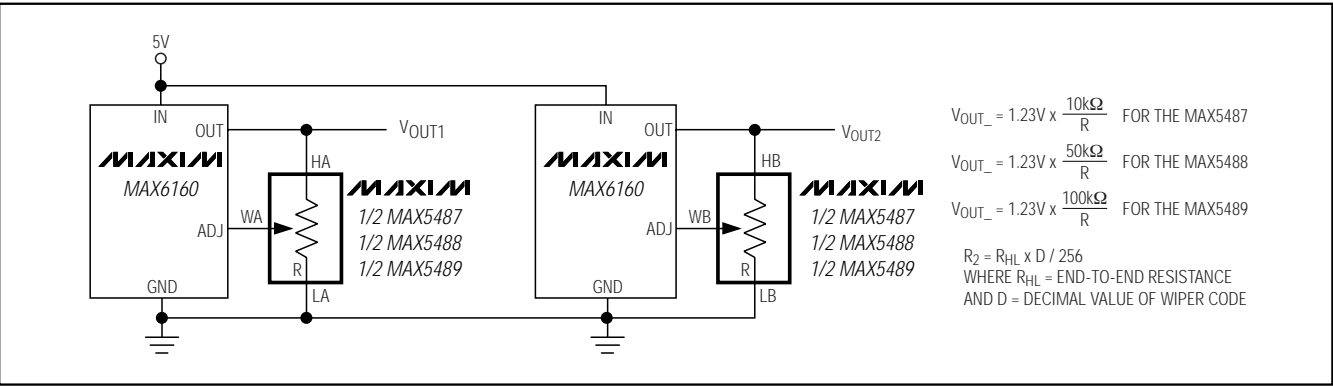 5V
IN
OUT
VOUT1
HA
MAXIM
MAX6160
WA
ADJ
R
LA
GND
MAXIM
1/2 MAX5487
1/2 MAX5488
1/2 MAX5489
IN
OUT
VOUT2
HB
MAXIM
MAX6160
WB
ADJ
R
LB
GND
MAXIM
1/2 MAX5487
1/2 MAX5488
1/2 MAX5489
VOUT_ = 1.23V x 10kΩ / R FOR THE MAX5487
VOUT_ = 1.23V x 50kΩ / R FOR THE MAX5488
VOUT_ = 1.23V x 100kΩ / R FOR THE MAX5489
R2 = RHL x D / 256
WHERE RHL = END-TO-END RESISTANCE
AND D = DECIMAL VALUE OF WIPER CODE